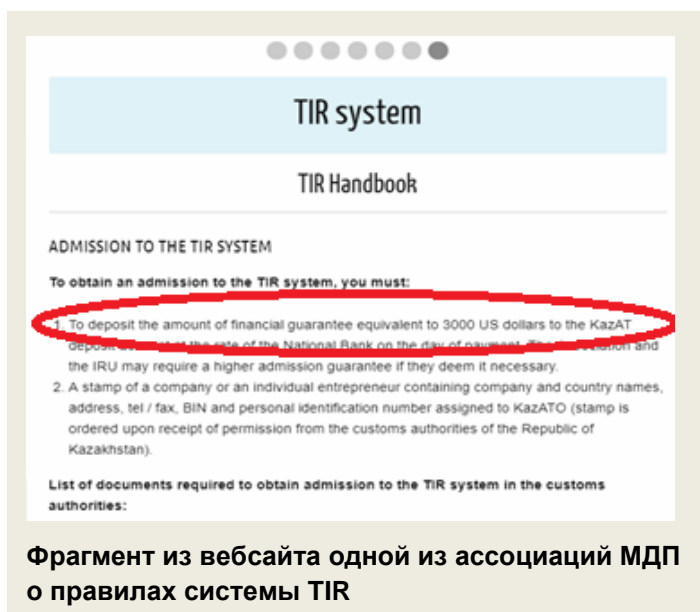 TIR system
TIR Handbook
ADMISSION TO THE TIR SYSTEM
To obtain an admission to the TIR system, you must:
1. To deposit the amount of financial guarantee equivalent to 3000 US dollars to the KazAT
deposit at the rate of the National Bank on the day of payment. The and
the IRU may require a higher admission guarantee if they deem it necessary.
2. A stamp of a company or an individual entrepreneur containing company and country names,
address, tel / fax, BIN and personal identification number assigned to KazATO (stamp is
ordered upon receipt of permission from the customs authorities of the Republic of
Kazakhstan).
List of documents required to obtain admission to the TIR system in the customs
authorities:
Фрагмент из вебсайта одной из ассоциаций МДП
о правилах системы TIR